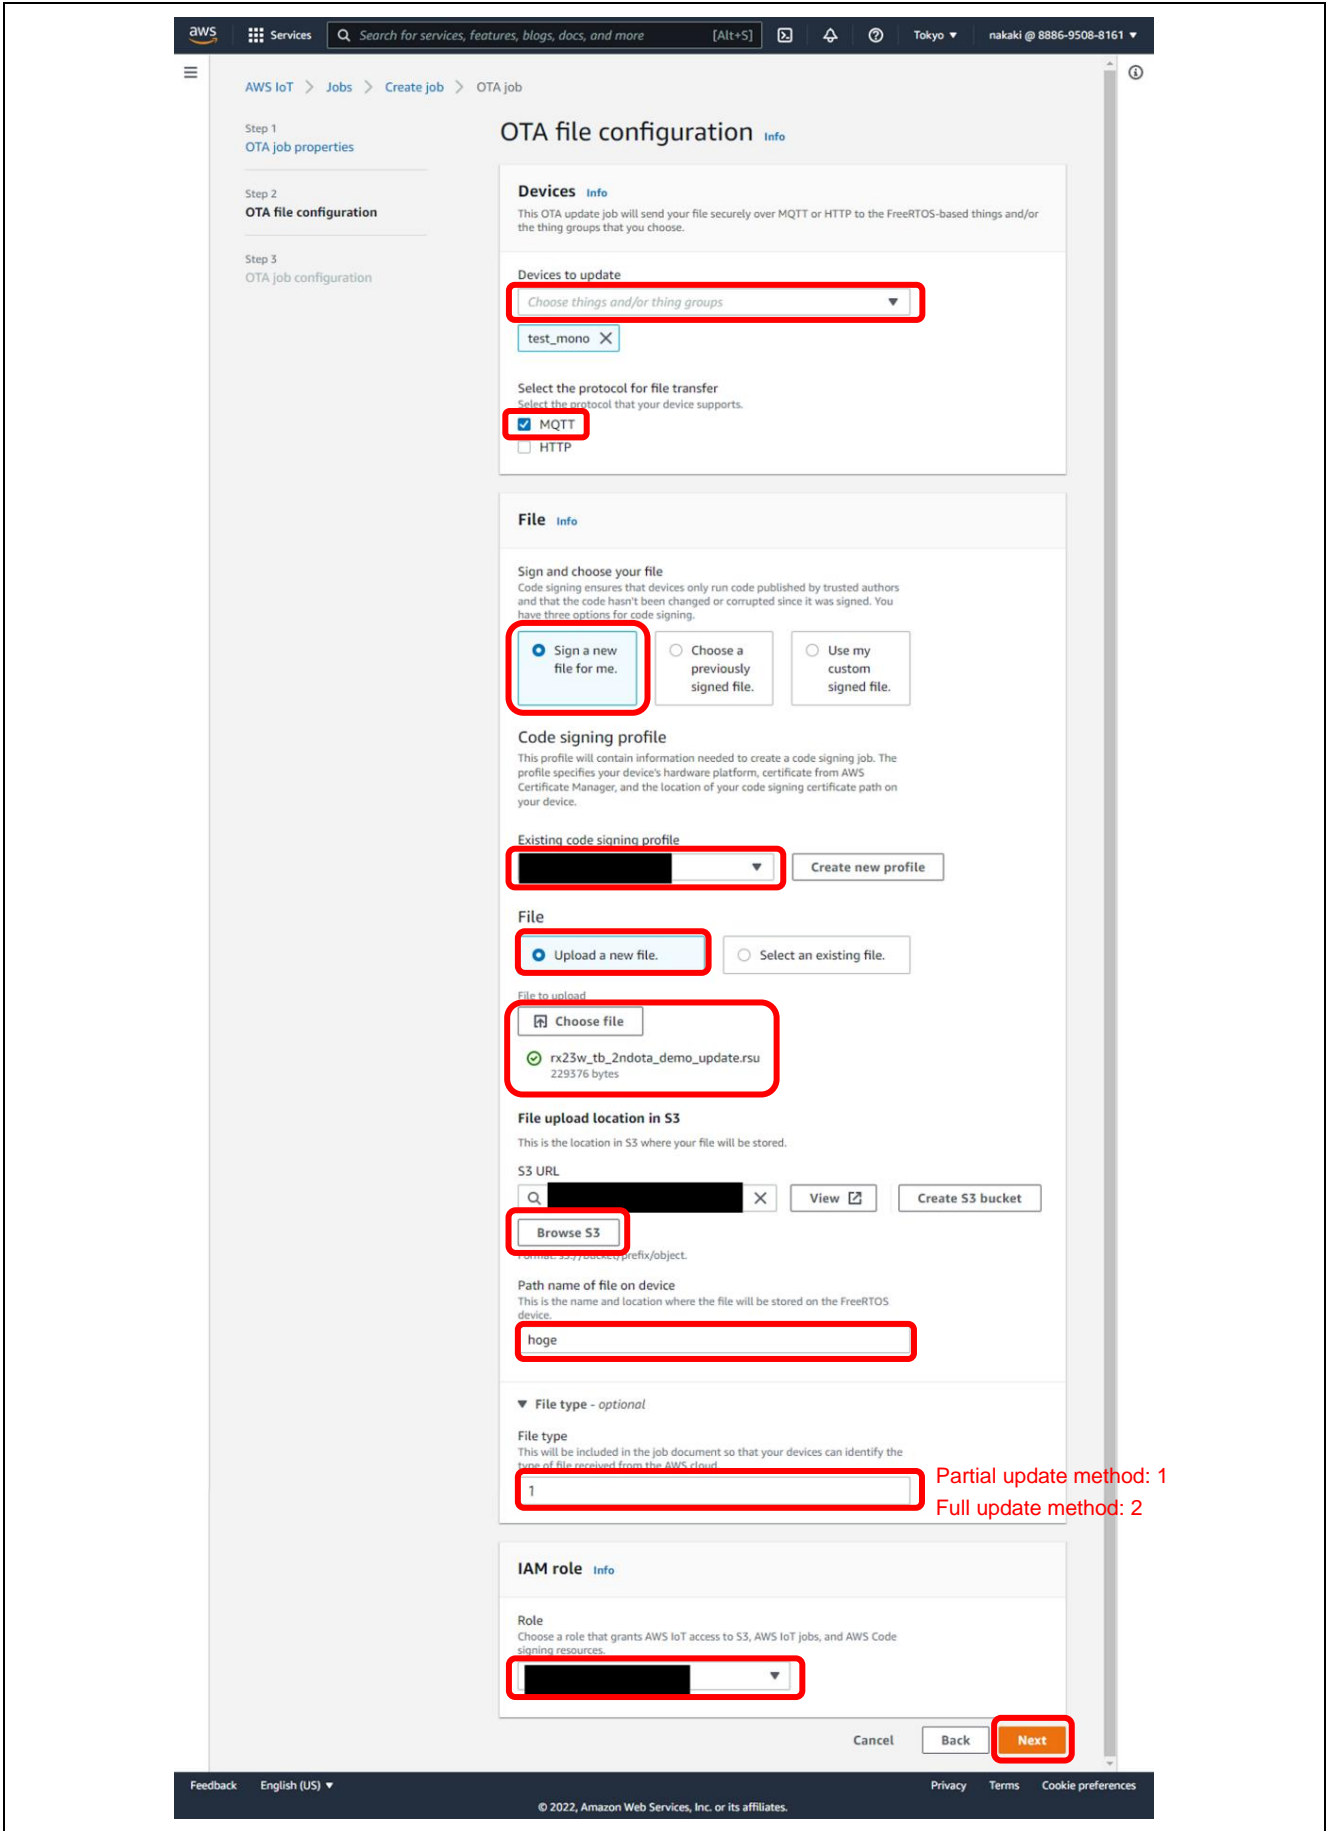 aws
Services
Search for services, features, blogs, docs, and more
[Alt+S]
Tokyo ▼
nakaki @ 8886-9508-8161 ▼
AWS IoT > Jobs > Create job > OTA job
Step 1
OTA job properties
Step 2
OTA file configuration
Step 3
OTA job configuration
OTA file configuration Info
Devices Info
This OTA update job will send your file securely over MQTT or HTTP to the FreeRTOS-based things and/or
the thing groups that you choose.
Devices to update
Choose things and/or thing groups
test_mono
Select the protocol for file transfer
Select the protocol that your device supports.
MQTT
HTTP
File Info
Sign and choose your file
Code signing ensures that devices only run code published by trusted authors
and that the code hasn't been changed or corrupted since it was signed. You
have three options for code signing.
Sign a new
file for me.
Choose a
previously
signed file.
Use my
custom
signed file.
Code signing profile
This profile will contain information needed to create a code signing job. The
profile specifies your device's hardware platform, certificate from AWS
Certificate Manager, and the location of your code signing certificate path on
your device.
Existing code signing profile
Create new profile
File
Upload a new file.
Select an existing file.
File to upload
Choose file
rx23w_tb_2ndota_demo_update.rsu
229376 bytes
File upload location in S3
This is the location in S3 where your file will be stored.
S3 URL
View
Create S3 bucket
Browse S3
Format: s3://bucket/prefix/object.
Path name of file on device
This is the name and location where the file will be stored on the FreeRTOS
device.
hoge
▼ File type - optional
File type
This will be included in the job document so that your devices can identify the
type of file received from the AWS cloud.
1
Partial update method: 1
Full update method: 2
IAM role Info
Role
Choose a role that grants AWS IoT access to S3, AWS IoT jobs, and AWS Code
signing resources.
Cancel
Back
Next
Feedback
English (US) ▼
Privacy
Terms
Cookie preferences
© 2022, Amazon Web Services, Inc. or its affiliates.